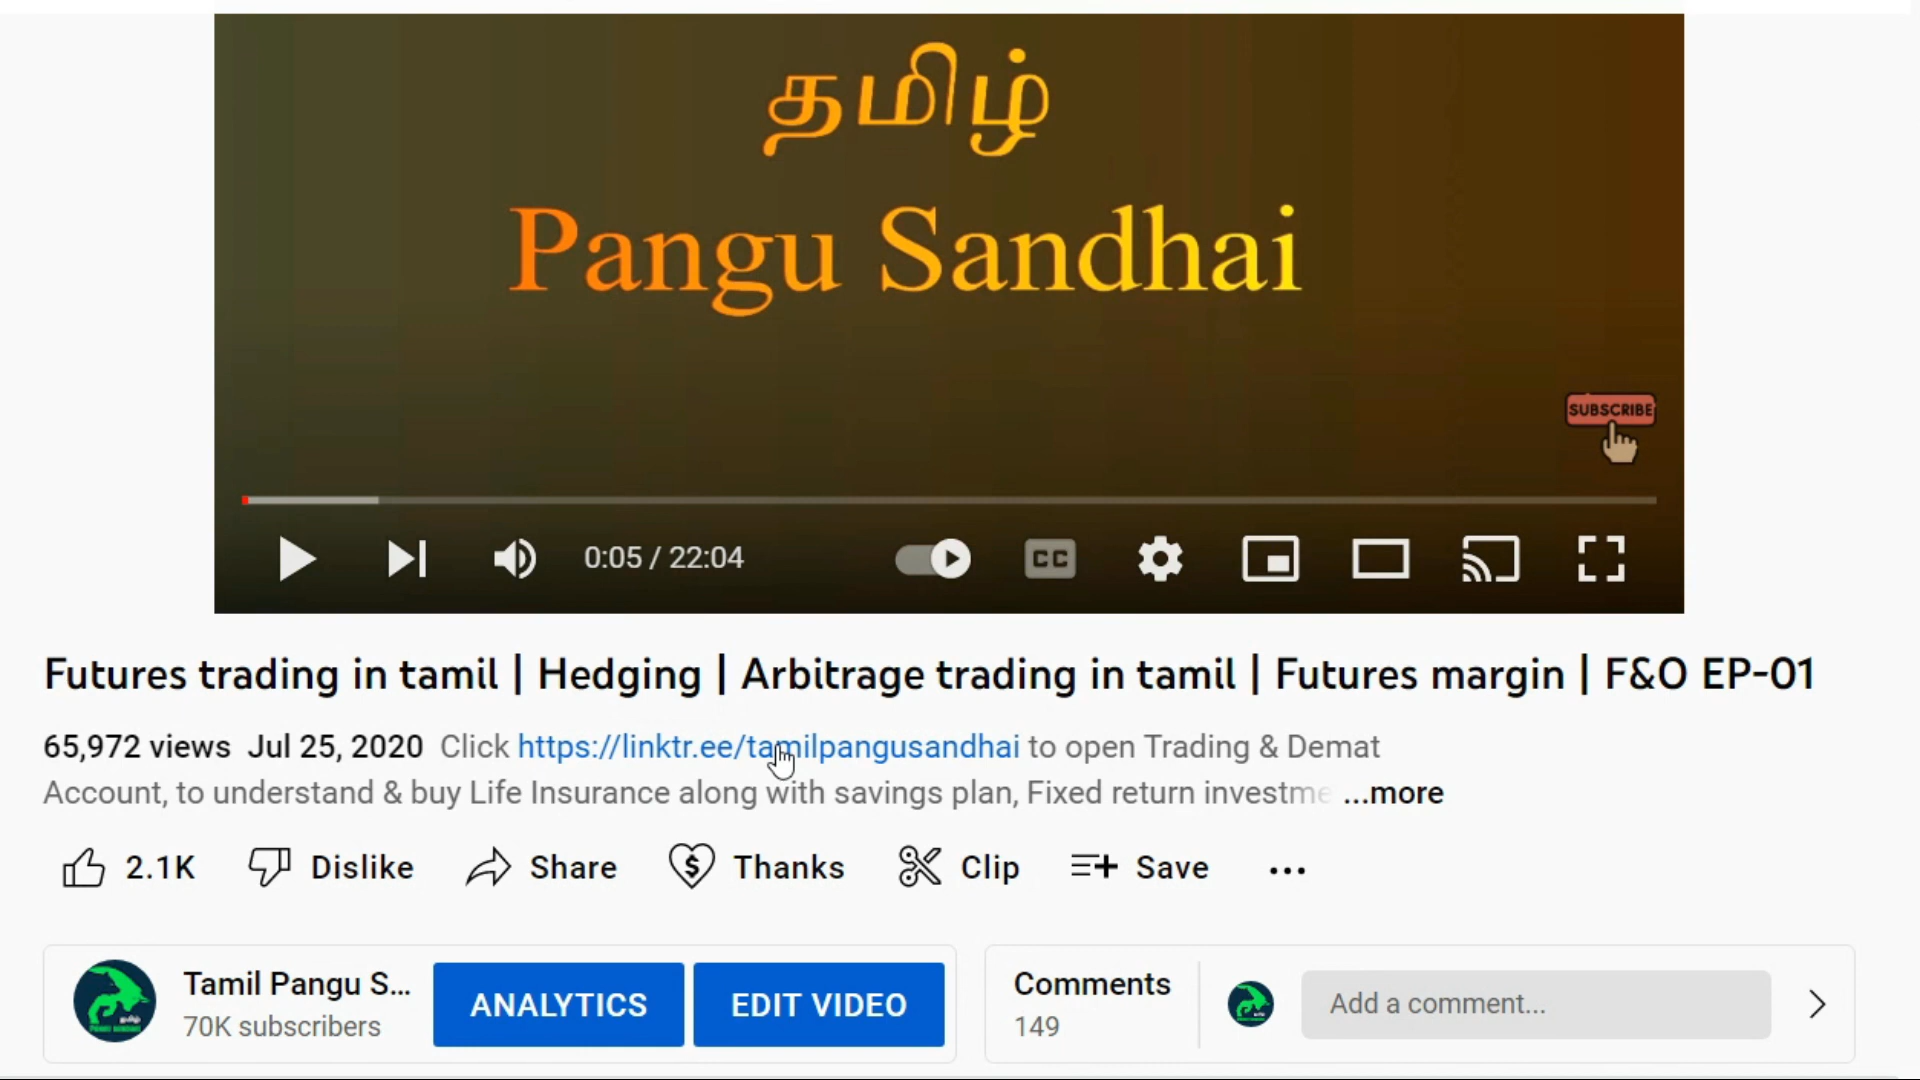 தமிழ்
Pangu Sandhai
SUBSCRIBE
0:05 / 22:04
CC
Futures trading in tamil | Hedging | Arbitrage trading in tamil | Futures margin | F&O EP-01
65,972 views Jul 25, 2020 Click https://linktr.ee/tamilpangusandhai to open Trading & Demat
Account, to understand & buy Life Insurance along with savings plan, Fixed return investme ...more
2.1K Dislike Share Thanks Clip Save ...
Tamil Pangu S...
70K subscribers
ANALYTICS
EDIT VIDEO
Comments
149
Add a comment...